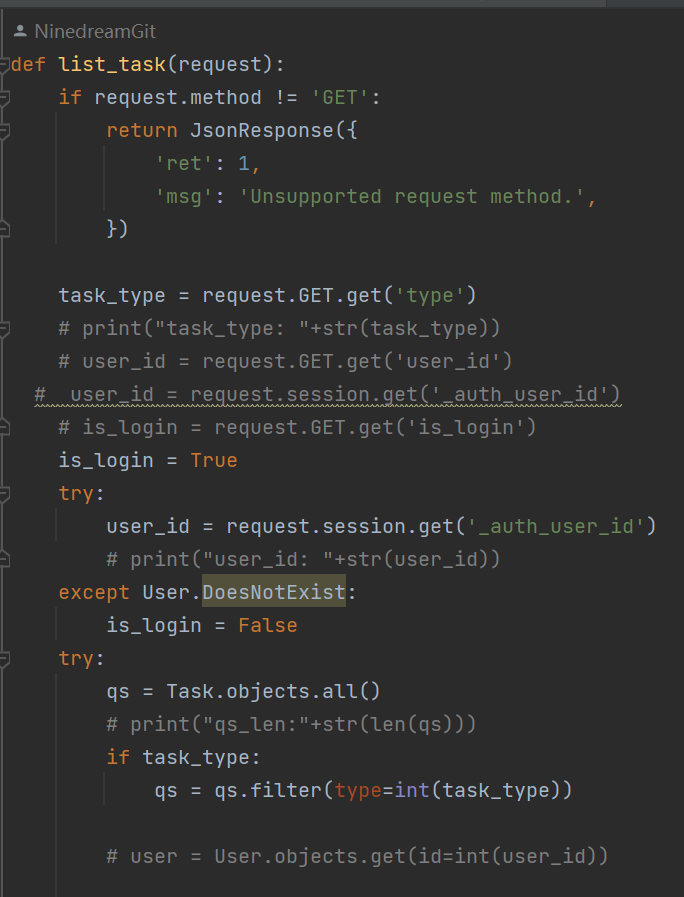 NinedreamGit
def list_task(request):
    if request.method != 'GET':
        return JsonResponse({
            'ret': 1,
            'msg': 'Unsupported request method.',
        })

    task_type = request.GET.get('type')
    # print("task_type: "+str(task_type))
    # user_id = request.GET.get('user_id')
  #  user_id = request.session.get('_auth_user_id')
    # is_login = request.GET.get('is_login')
    is_login = True
    try:
        user_id = request.session.get('_auth_user_id')
        # print("user_id: "+str(user_id))
    except User.DoesNotExist:
        is_login = False
    try:
        qs = Task.objects.all()
        # print("qs_len:"+str(len(qs)))
        if task_type:
            qs = qs.filter(type=int(task_type))

        # user = User.objects.get(id=int(user_id))